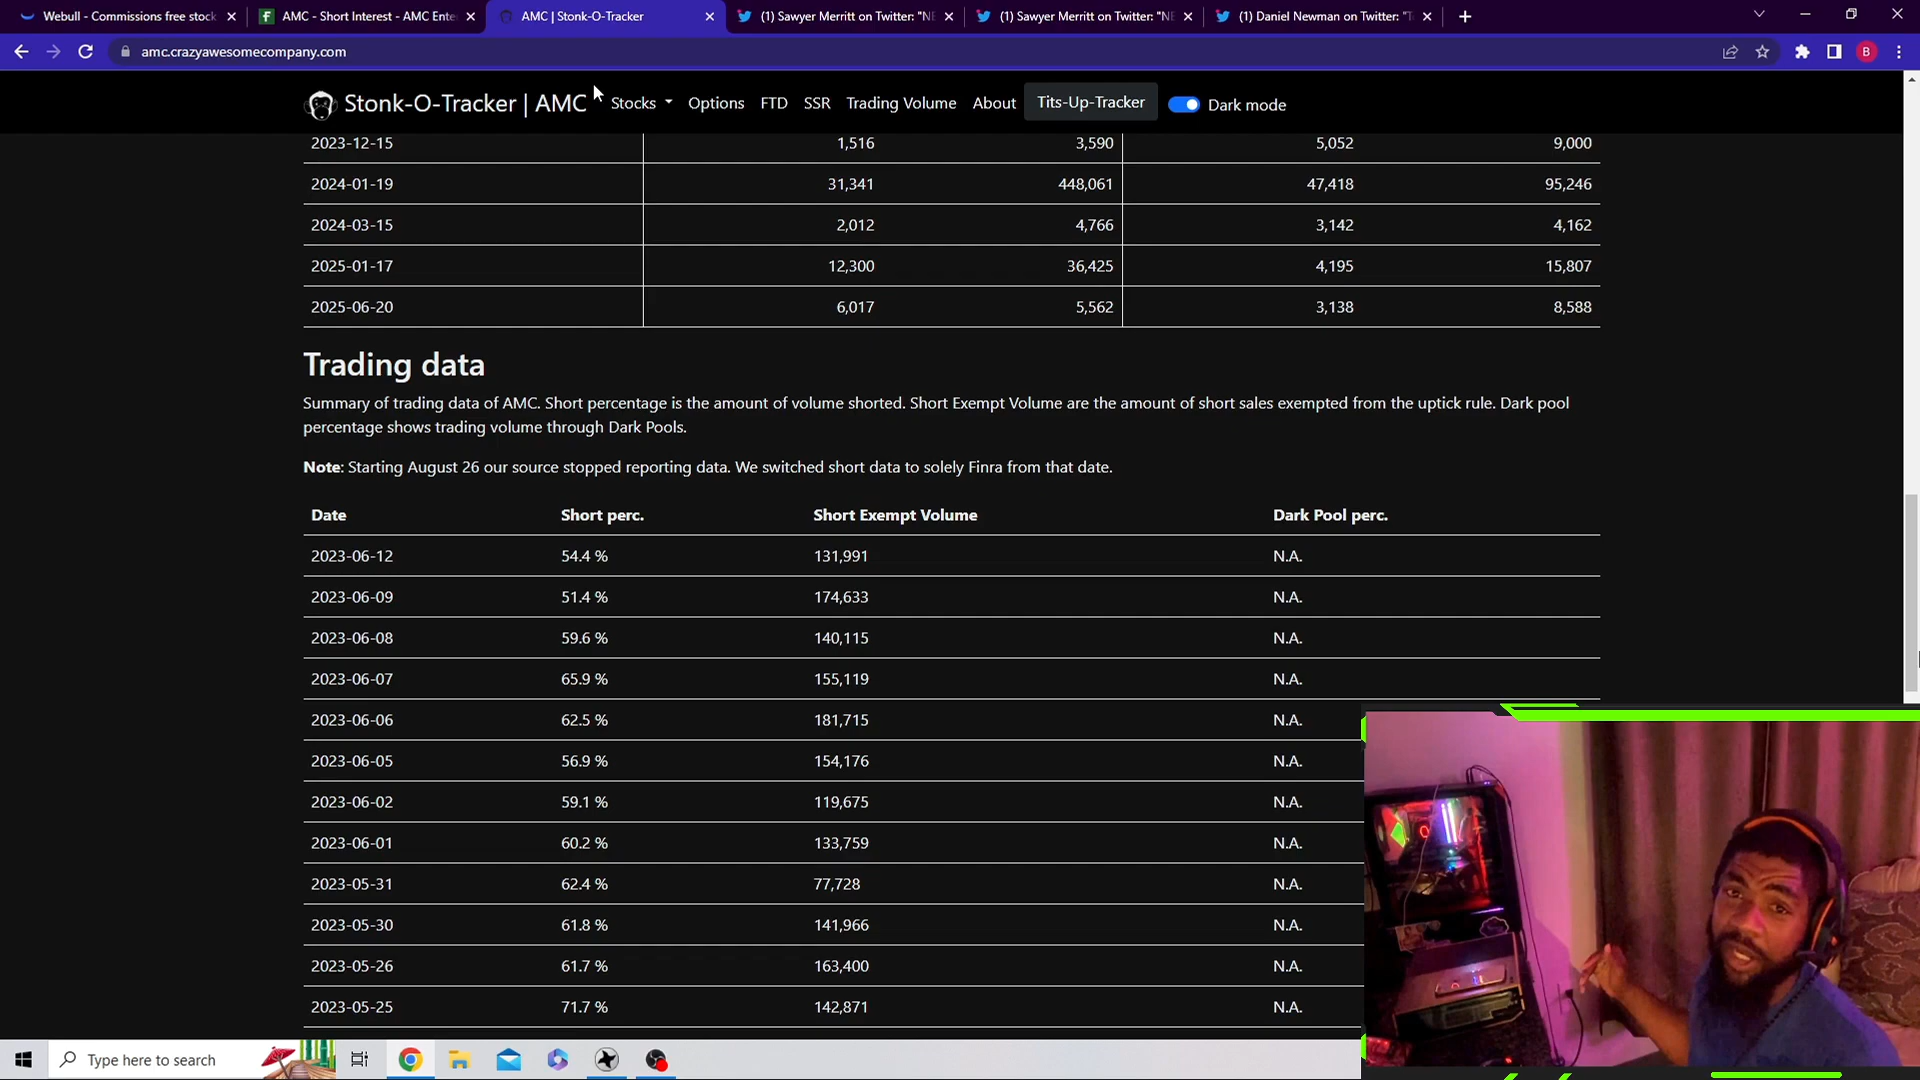 Webull - Commissions free stock
AMC - Short Interest - AMC Ente
AMC | Stonk-O-Tracker
(1) Sawyer Merritt on Twitter: "NE
(1) Sawyer Merritt on Twitter: "NE
(1) Daniel Newman on Twitter: "T
amc.crazyawesomecompany.com
B
Stonk-O-Tracker | AMC
Stocks
Options
FTD
SSR
Trading Volume
About
Tits-Up-Tracker
Dark mode
2023-12-15 1,516 3,590 5,052 9,000
2024-01-19 31,341 448,061 47,418 95,246
2024-03-15 2,012 4,766 3,142 4,162
2025-01-17 12,300 36,425 4,195 15,807
2025-06-20 6,017 5,562 3,138 8,588
Trading data
Summary of trading data of AMC. Short percentage is the amount of volume shorted. Short Exempt Volume are the amount of short sales exempted from the uptick rule. Dark pool
percentage shows trading volume through Dark Pools.
Note: Starting August 26 our source stopped reporting data. We switched short data to solely Finra from that date.
Date Short perc. Short Exempt Volume Dark Pool perc.
2023-06-12 54.4 % 131,991 N.A.
2023-06-09 51.4 % 174,633 N.A.
2023-06-08 59.6 % 140,115 N.A.
2023-06-07 65.9 % 155,119 N.A.
2023-06-06 62.5 % 181,715 N.A.
2023-06-05 56.9 % 154,176 N.A.
2023-06-02 59.1 % 119,675 N.A.
2023-06-01 60.2 % 133,759 N.A.
2023-05-31 62.4 % 77,728 N.A.
2023-05-30 61.8 % 141,966 N.A.
2023-05-26 61.7 % 163,400 N.A.
2023-05-25 71.7 % 142,871 N.A.
Type here to search